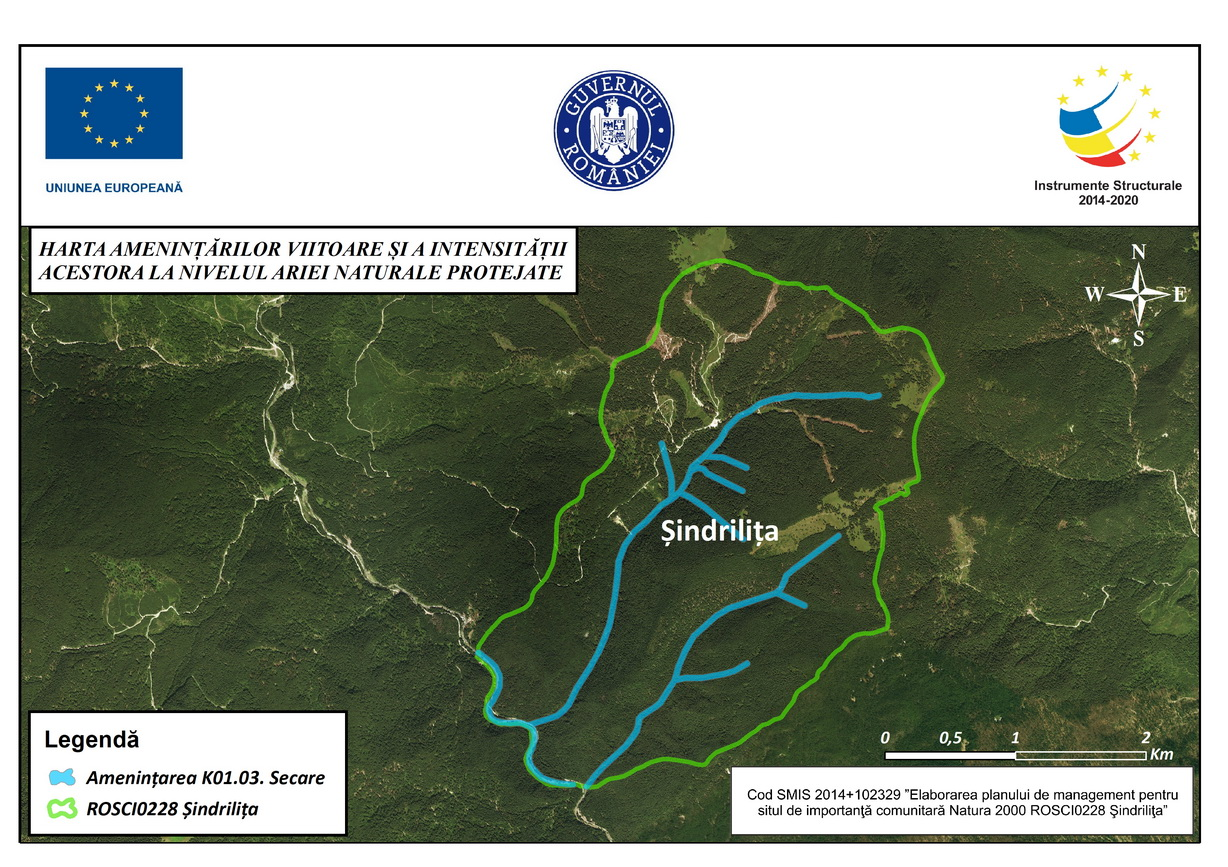 GUVERNUL
ROMÂNIEI
UNIUNEA EUROPEANĂ
Instrumente Structurale
2014-2020
HARTA AMENINȚĂRILOR VIITOARE ȘI A INTENSITĂȚII
ACESTORA LA NIVELUL ARIEI NATURALE PROTEJATE
N
W E
S
Șindrilița
Legendă
Amenințarea K01.03. Secare
ROSCI0228 Șindrilița
0 0,5 1 2
Km
Cod SMIS 2014+102329 ”Elaborarea planului de management pentru
situl de importanţă comunitară Natura 2000 ROSCI0228 Şindriliţa”